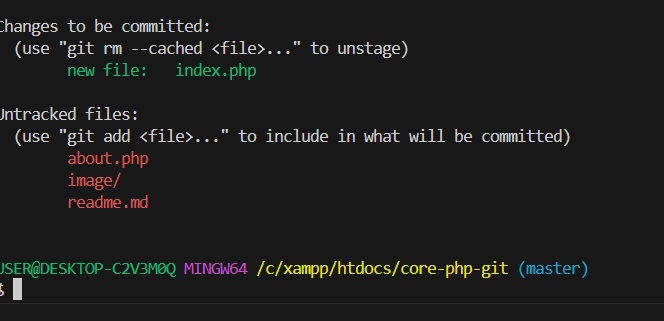 Changes to be committed:
  (use "git rm --cached <file>..." to unstage)
        new file:   index.php

Untracked files:
  (use "git add <file>..." to include in what will be committed)
        about.php
        image/
        readme.md

USER@DESKTOP-C2V3M0Q MINGW64 /c/xampp/htdocs/core-php-git (master)
$